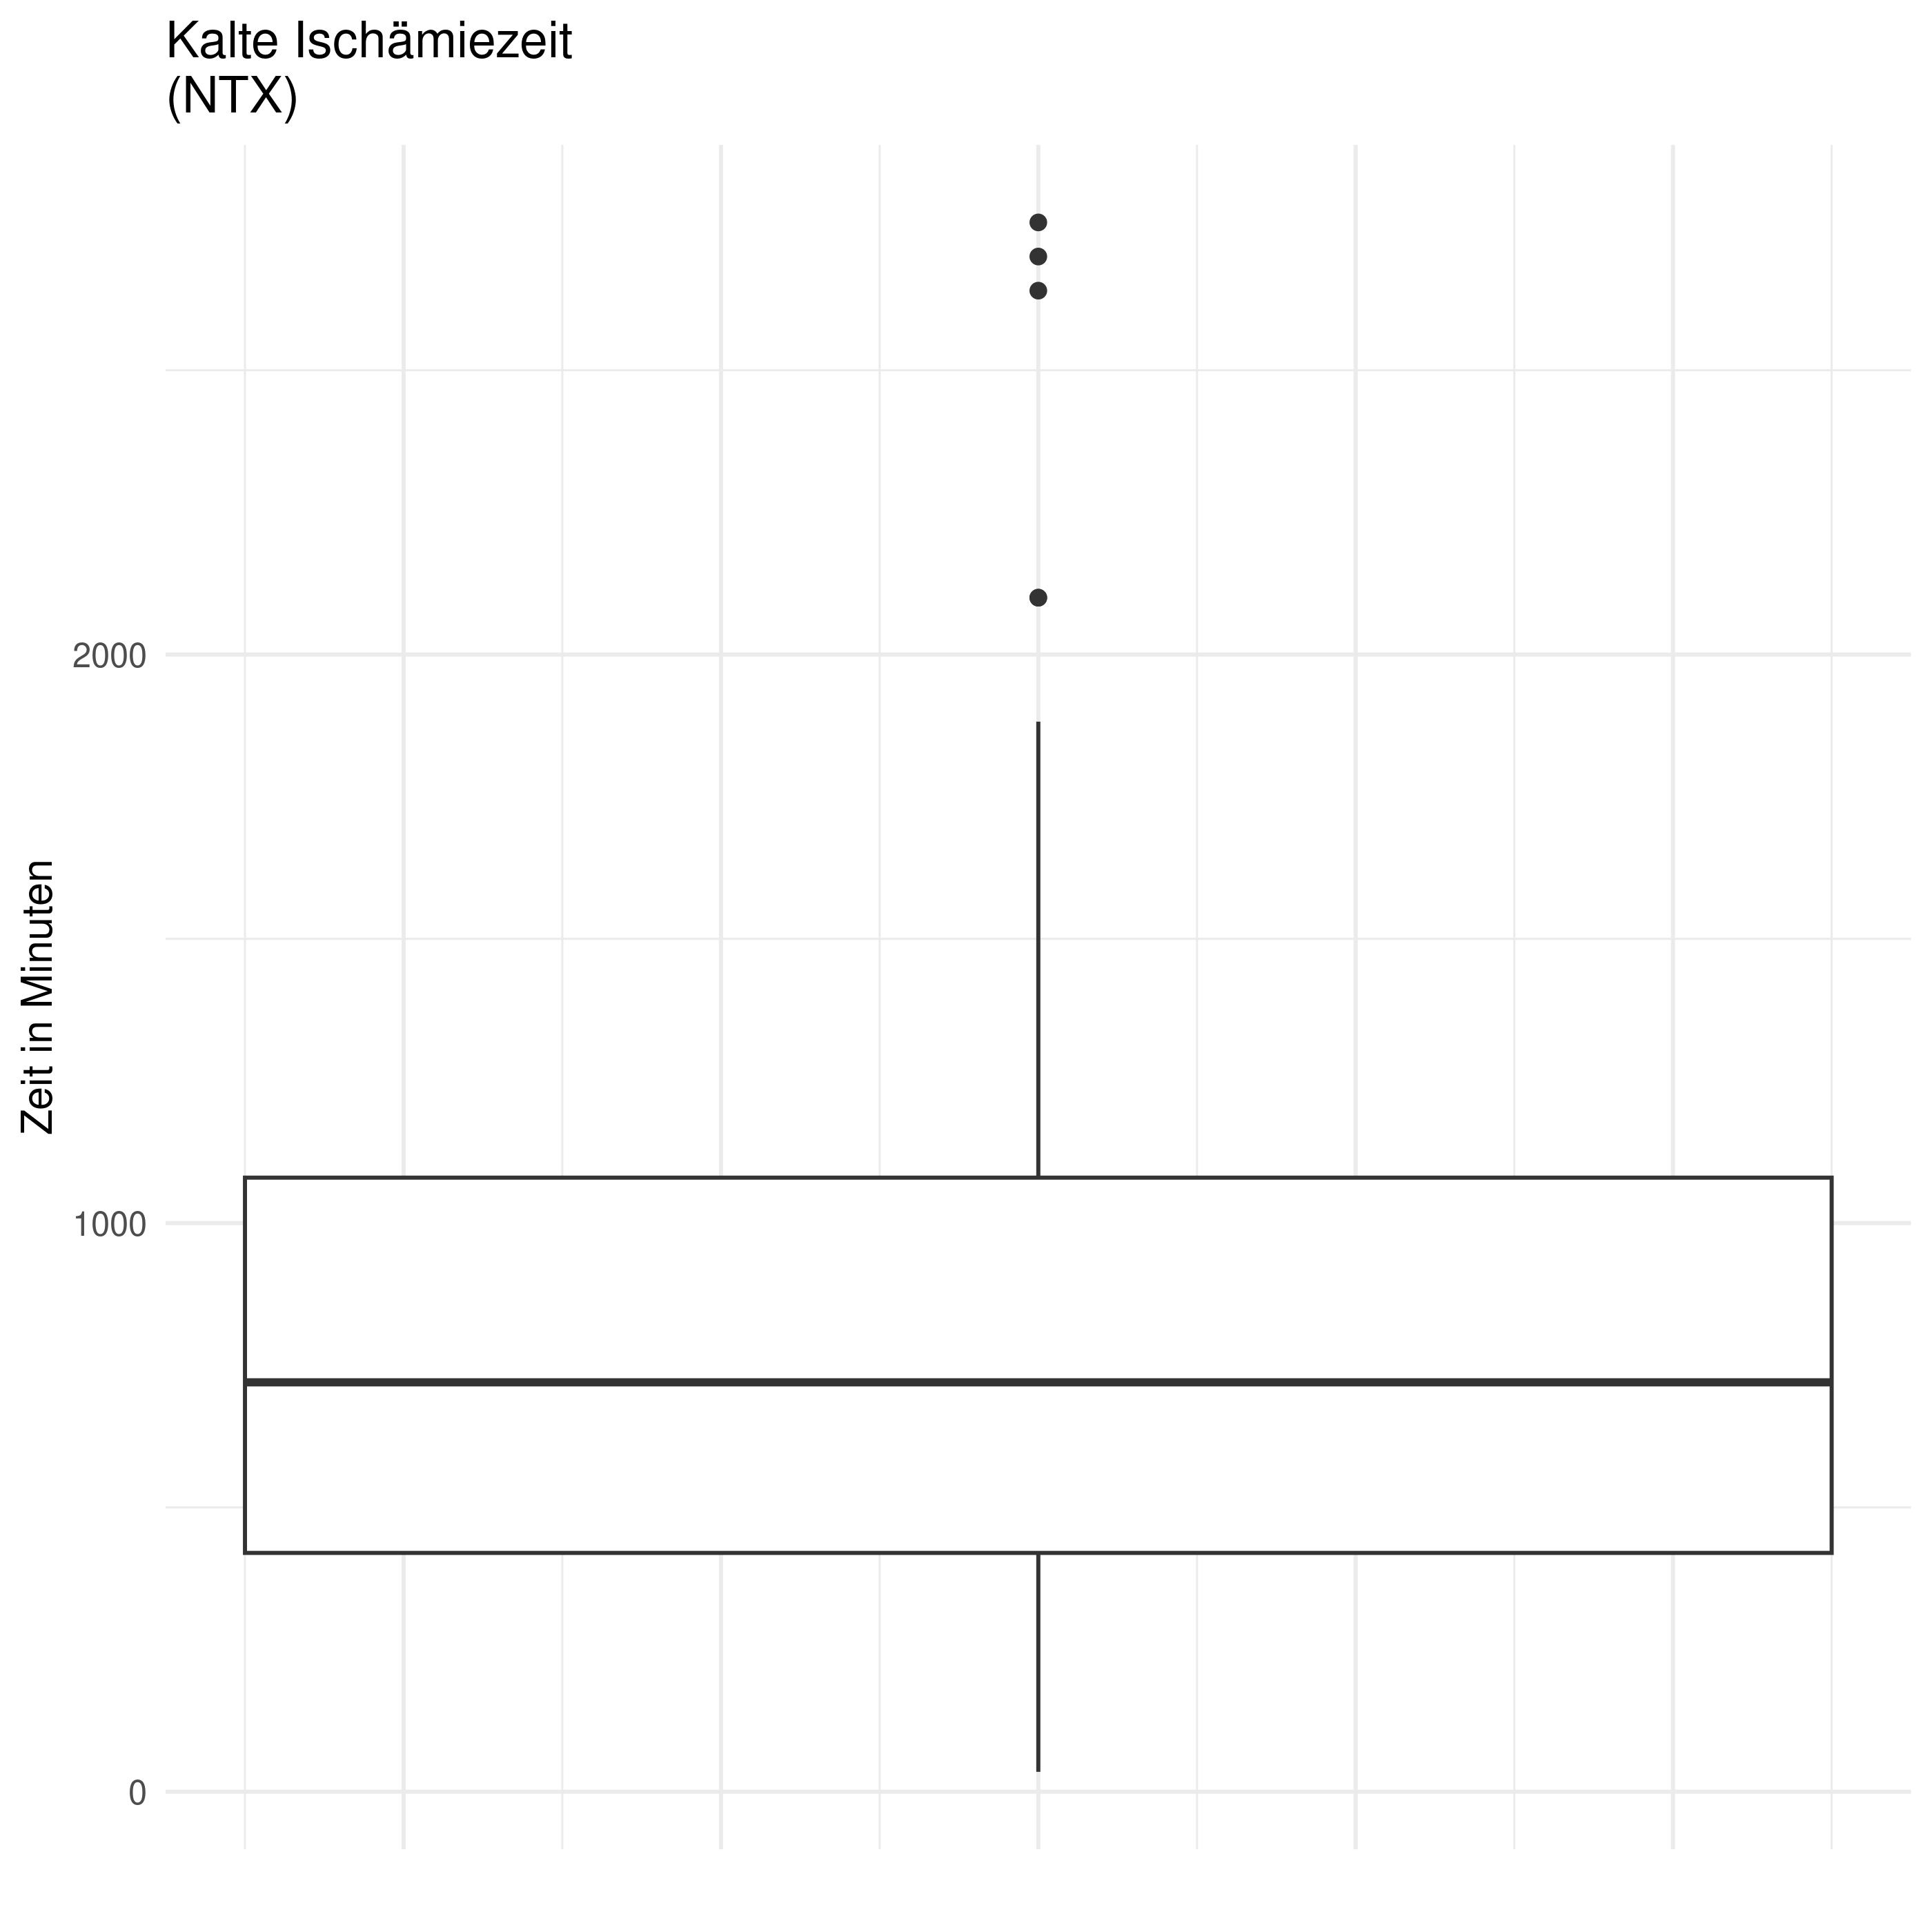 Kalte Ischämiezeit
(NTX)
Zeit in Minuten
2000
1000
0